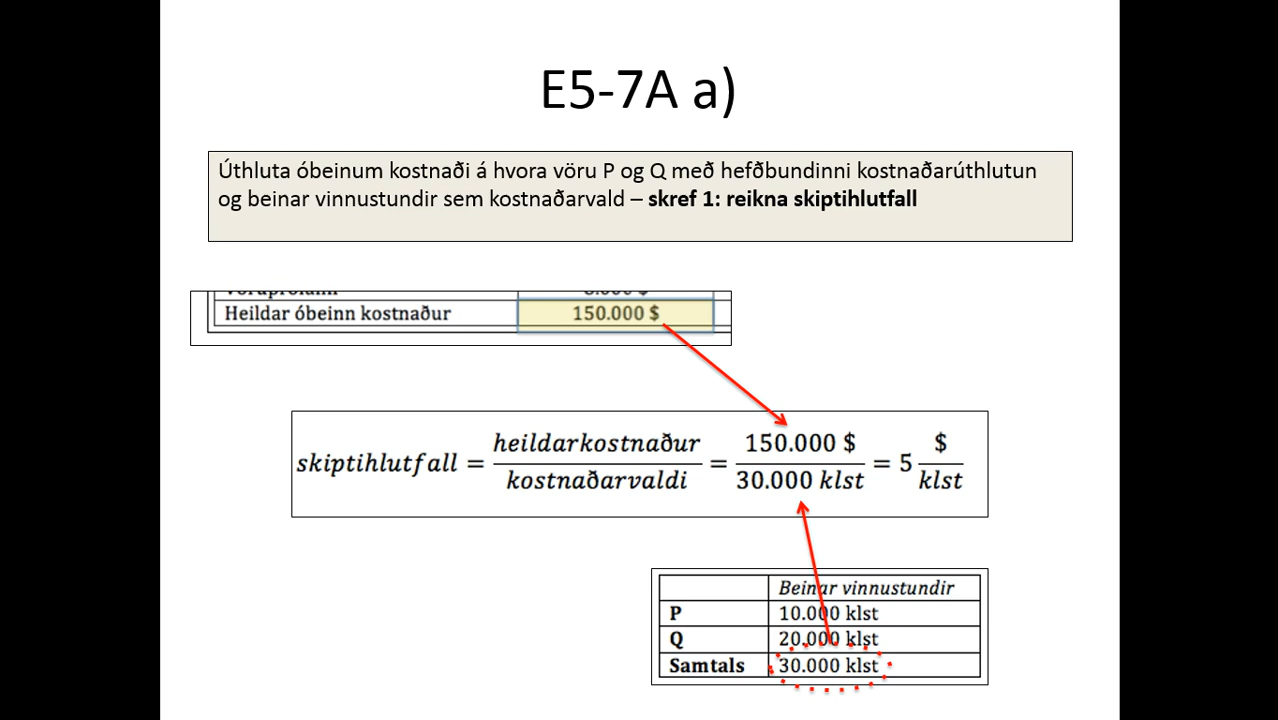 E5-7A a)
Úthluta óbeinum kostnaði á hvora vöru P og Q með hefðbundinni kostnaðarúthlutun
og beinar vinnustundir sem kostnaðarvald – skref 1: reikna skiptihlutfall
Heildar óbeinn kostnaður 150.000 $
skiptihlutfall = heildarkostnaður / kostnaðarvaldi = 150.000 $ / 30.000 klst = 5 $ / klst
Beinar vinnustundir
P 10.000 klst
Q 20.000 klst
Samtals 30.000 klst